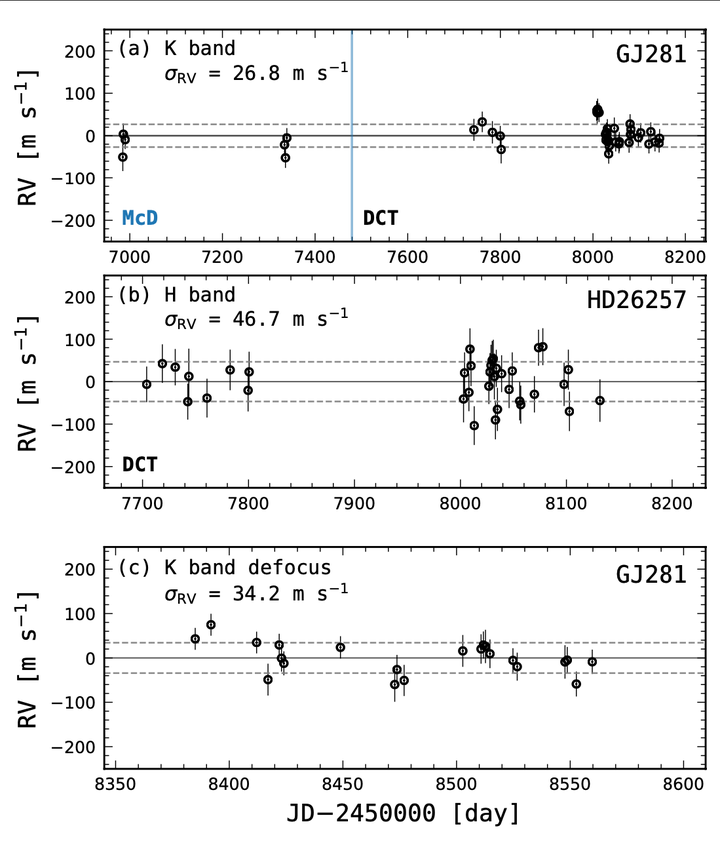 (a) K band
GJ281
σRV = 26.8 m s−1
McD
DCT
RV [m s−1]
200
100
0
−100
−200
7000 7200 7400 7600 7800 8000 8200
(b) H band
HD26257
σRV = 46.7 m s−1
DCT
RV [m s−1]
200
100
0
−100
−200
7700 7800 7900 8000 8100 8200
(c) K band defocus
GJ281
σRV = 34.2 m s−1
RV [m s−1]
200
100
0
−100
−200
8350 8400 8450 8500 8550 8600
JD−2450000 [day]